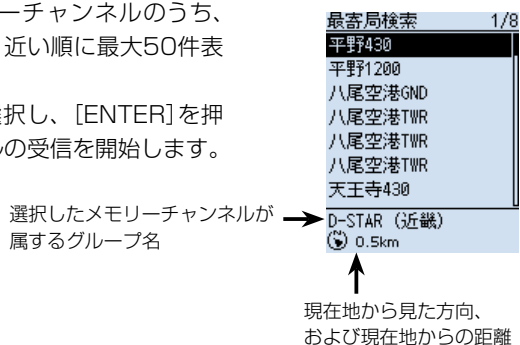 ーチャンネルのうち、
近い順に最大50件表
択し、[ENTER]を押
ルの受信を開始します。
最寄局検索 1/8
平野430
平野1200
八尾空港GND
八尾空港TWR
八尾空港TWR
八尾空港TWR
天王寺430
D-STAR (近畿)
0.5km
選択したメモリーチャンネルが
属するグループ名
現在地から見た方向、
および現在地からの距離